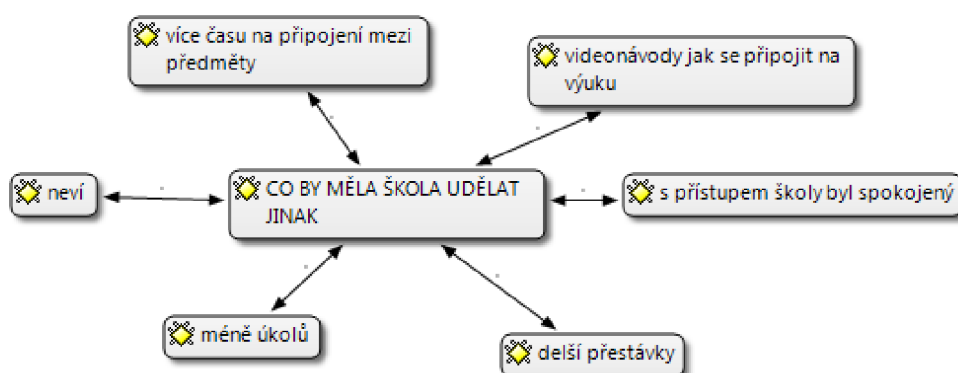 více času na připojení mezi
předměty
videonávody jak se připojit na
výuku
neví
CO BY MĚLA ŠKOLA UDĚLAT
JINAK
s přístupem školy byl spokojený
méně úkolů
delší přestávky